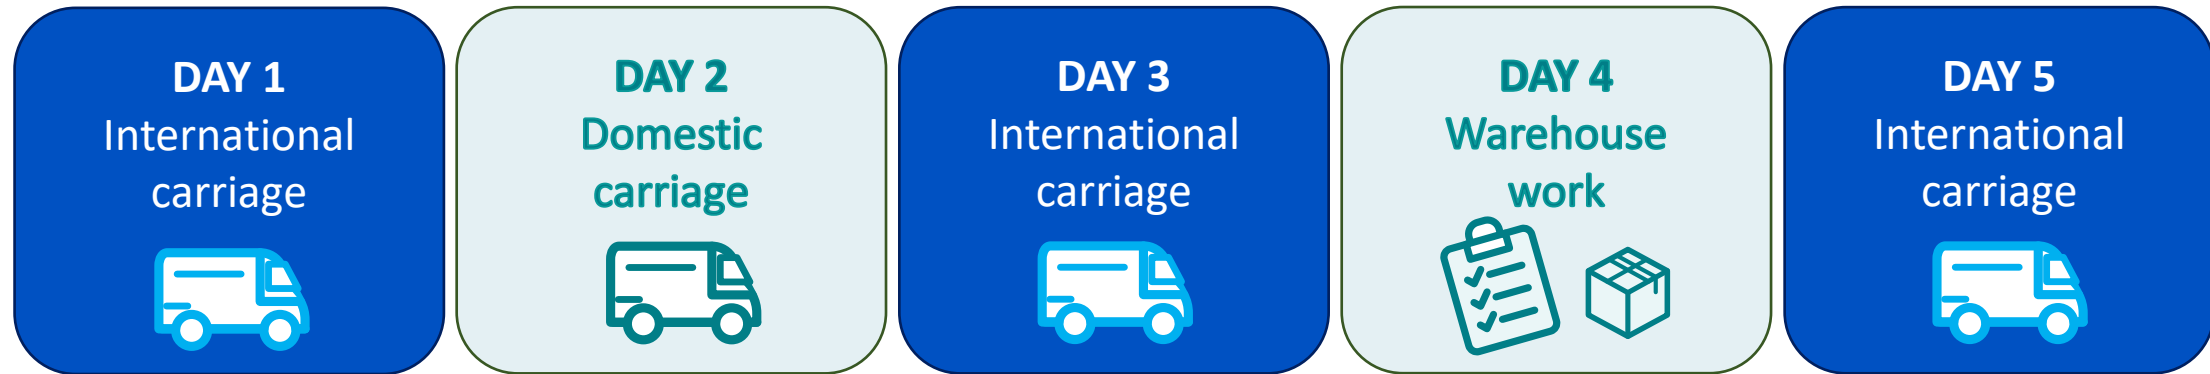 DAY 1
International
carriage
DAY 2
Domestic
carriage
DAY 3
International
carriage
DAY 4
Warehouse
work
DAY 5
International
carriage